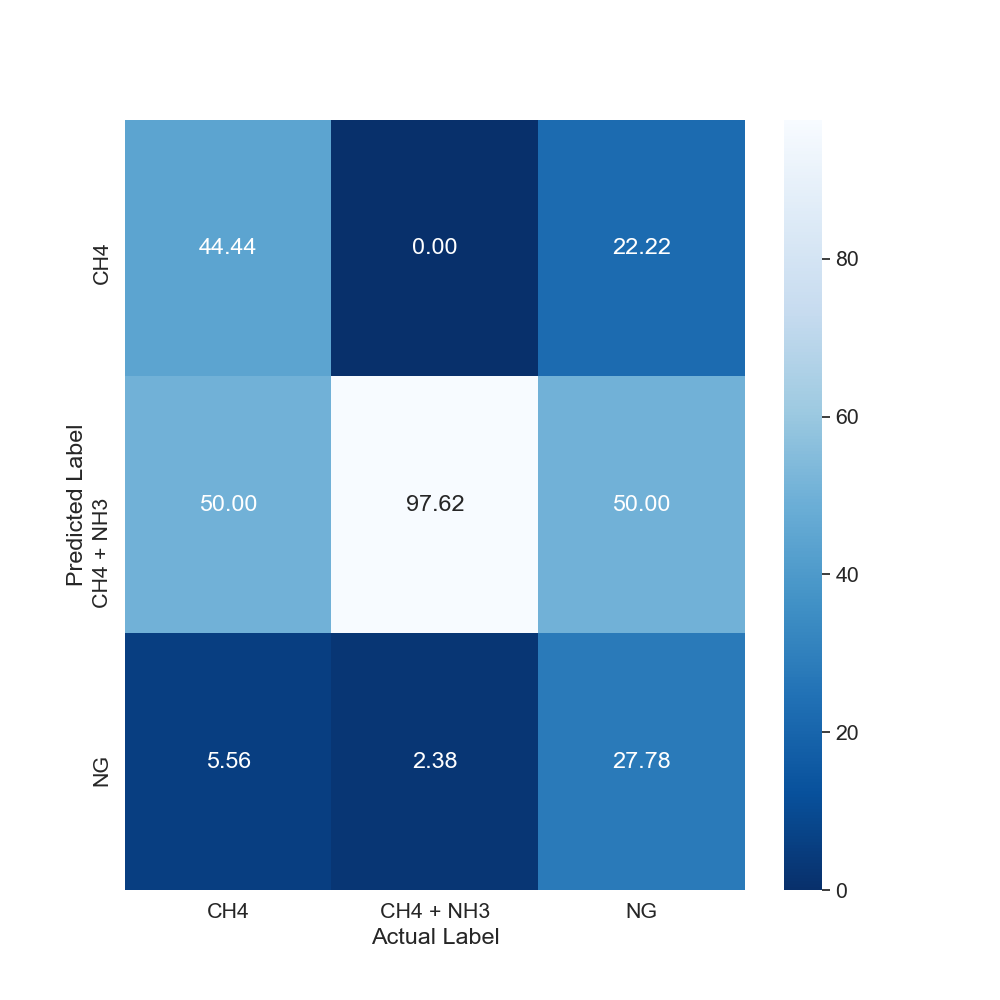 44.44 0.00 22.22
50.00 97.62 50.00
5.56 2.38 27.78
CH4
CH4 + NH3
NG
Predicted Label
CH4 CH4 + NH3 NG
Actual Label
80
60
40
20
0